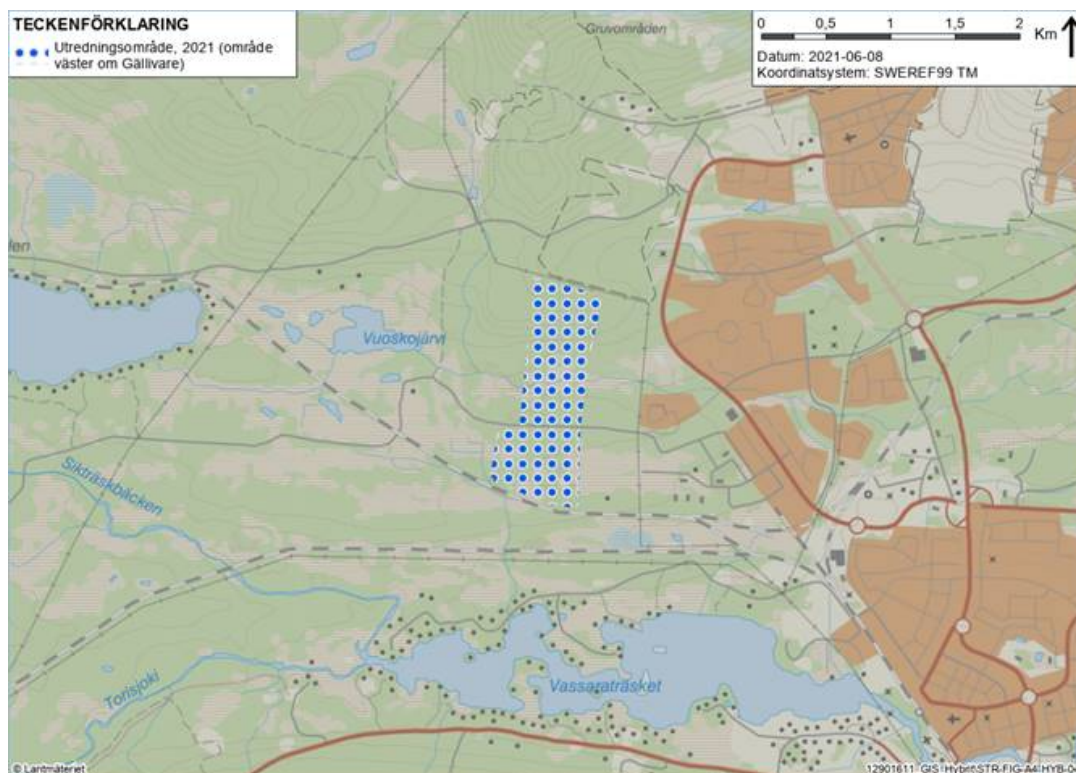 TECKENFÖRKLARING
Utredningsområde, 2021 (område
väster om Gällivare)
0 0,5 1 1,5 2
Km
Datum: 2021-06-08
Koordinatsystem: SWEREF99 TM
Gruvområden
Vuoskojärvi
Sikträskbäcken
Torisjoki
Vassaraträsket
© Lantmäteriet